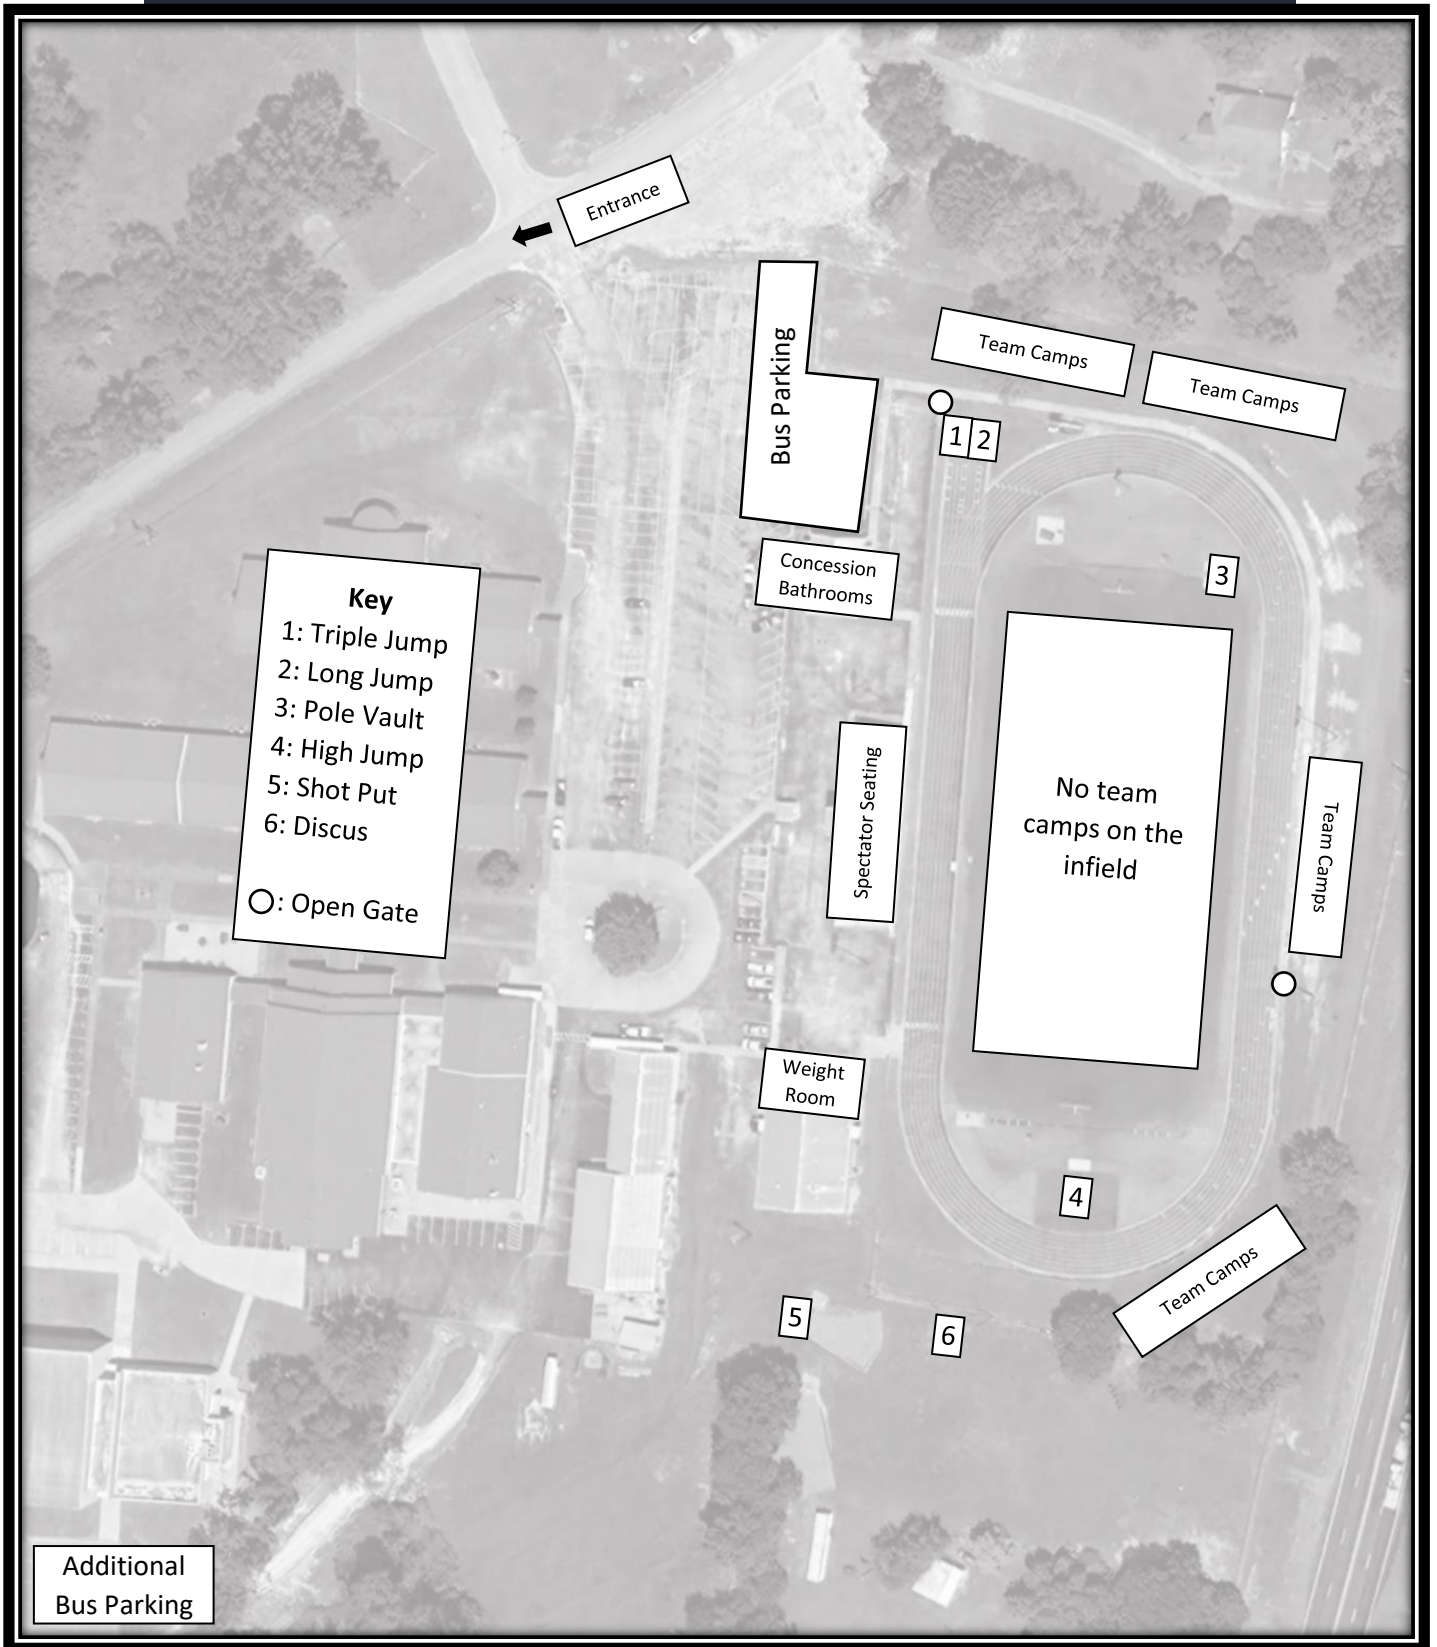 Entrance
Bus Parking
Team Camps
Team Camps
1 2
Concession
Bathrooms
3
Key
1: Triple Jump
2: Long Jump
3: Pole Vault
4: High Jump
5: Shot Put
6: Discus
: Open Gate
Spectator Seating
No team
camps on the
infield
Team Camps
Weight
Room
4
Team Camps
5
6
Additional
Bus Parking